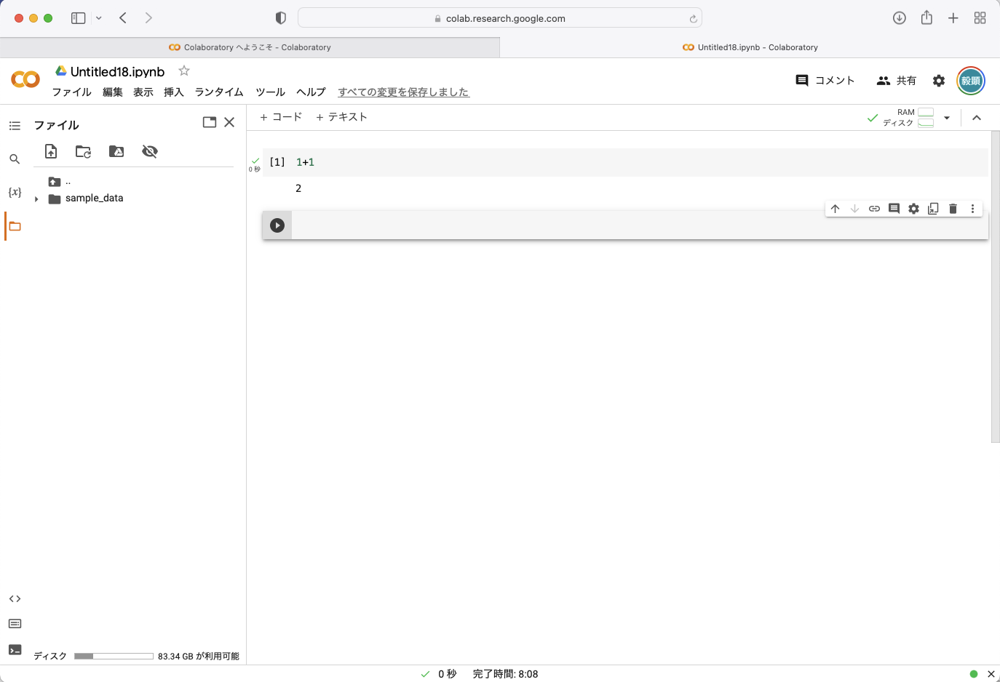 colab.research.google.com
Colaboratory へようこそ - Colaboratory
Untitled18.ipynb - Colaboratory
Untitled18.ipynb
ファイル 編集 表示 挿入 ランタイム ツール ヘルプ すべての変更を保存しました
コメント 共有 毅顕
ファイル
+ コード + テキスト
RAM
ディスク
{x}
..
sample_data
[1] 1+1
0 秒
2
ディスク 83.34 GB が利用可能
0 秒 完了時間: 8:08